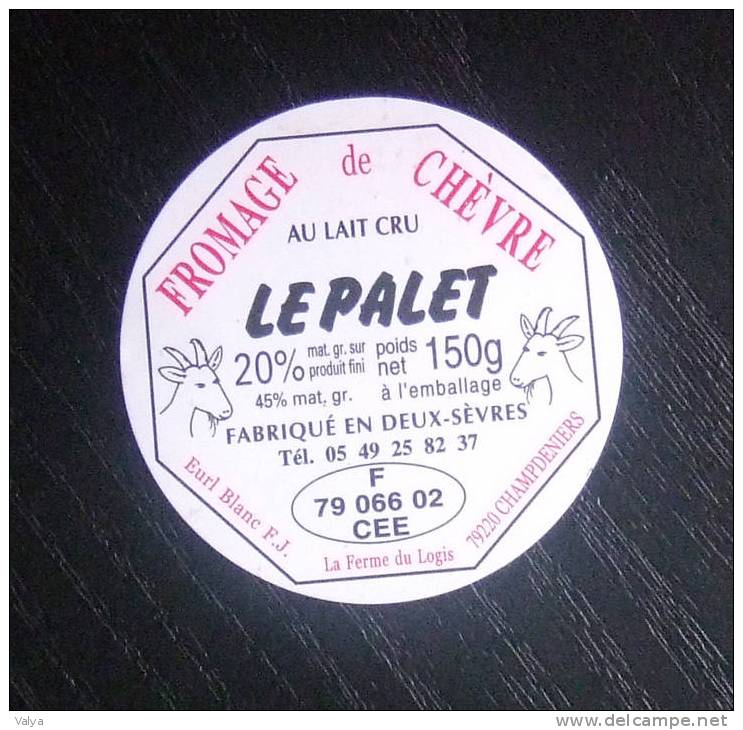 FROMAGE de CHÈVRE
AU LAIT CRU
LE PALET
20% mat. gr. sur produit fini
poids net 150g
45% mat. gr.
à l'emballage
FABRIQUÉ EN DEUX-SÈVRES
Tél. 05 49 25 82 37
F
79 066 02
CEE
Eurl Blanc F.J.
La Ferme du Logis
79220 CHAMPDENIERS
Valya
www.delcampe.net